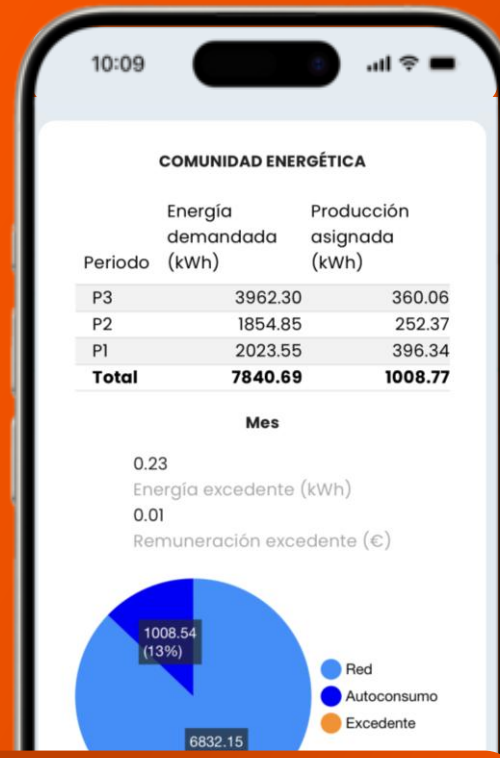 10:09
COMUNIDAD ENERGÉTICA
Periodo Energía demandada (kWh) Producción asignada (kWh)
P3 3962.30 360.06
P2 1854.85 252.37
P1 2023.55 396.34
Total 7840.69 1008.77
Mes
0.23
Energía excedente (kWh)
0.01
Remuneración excedente (€)
1008.54
(13%)
Red
Autoconsumo
Excedente
6832.15